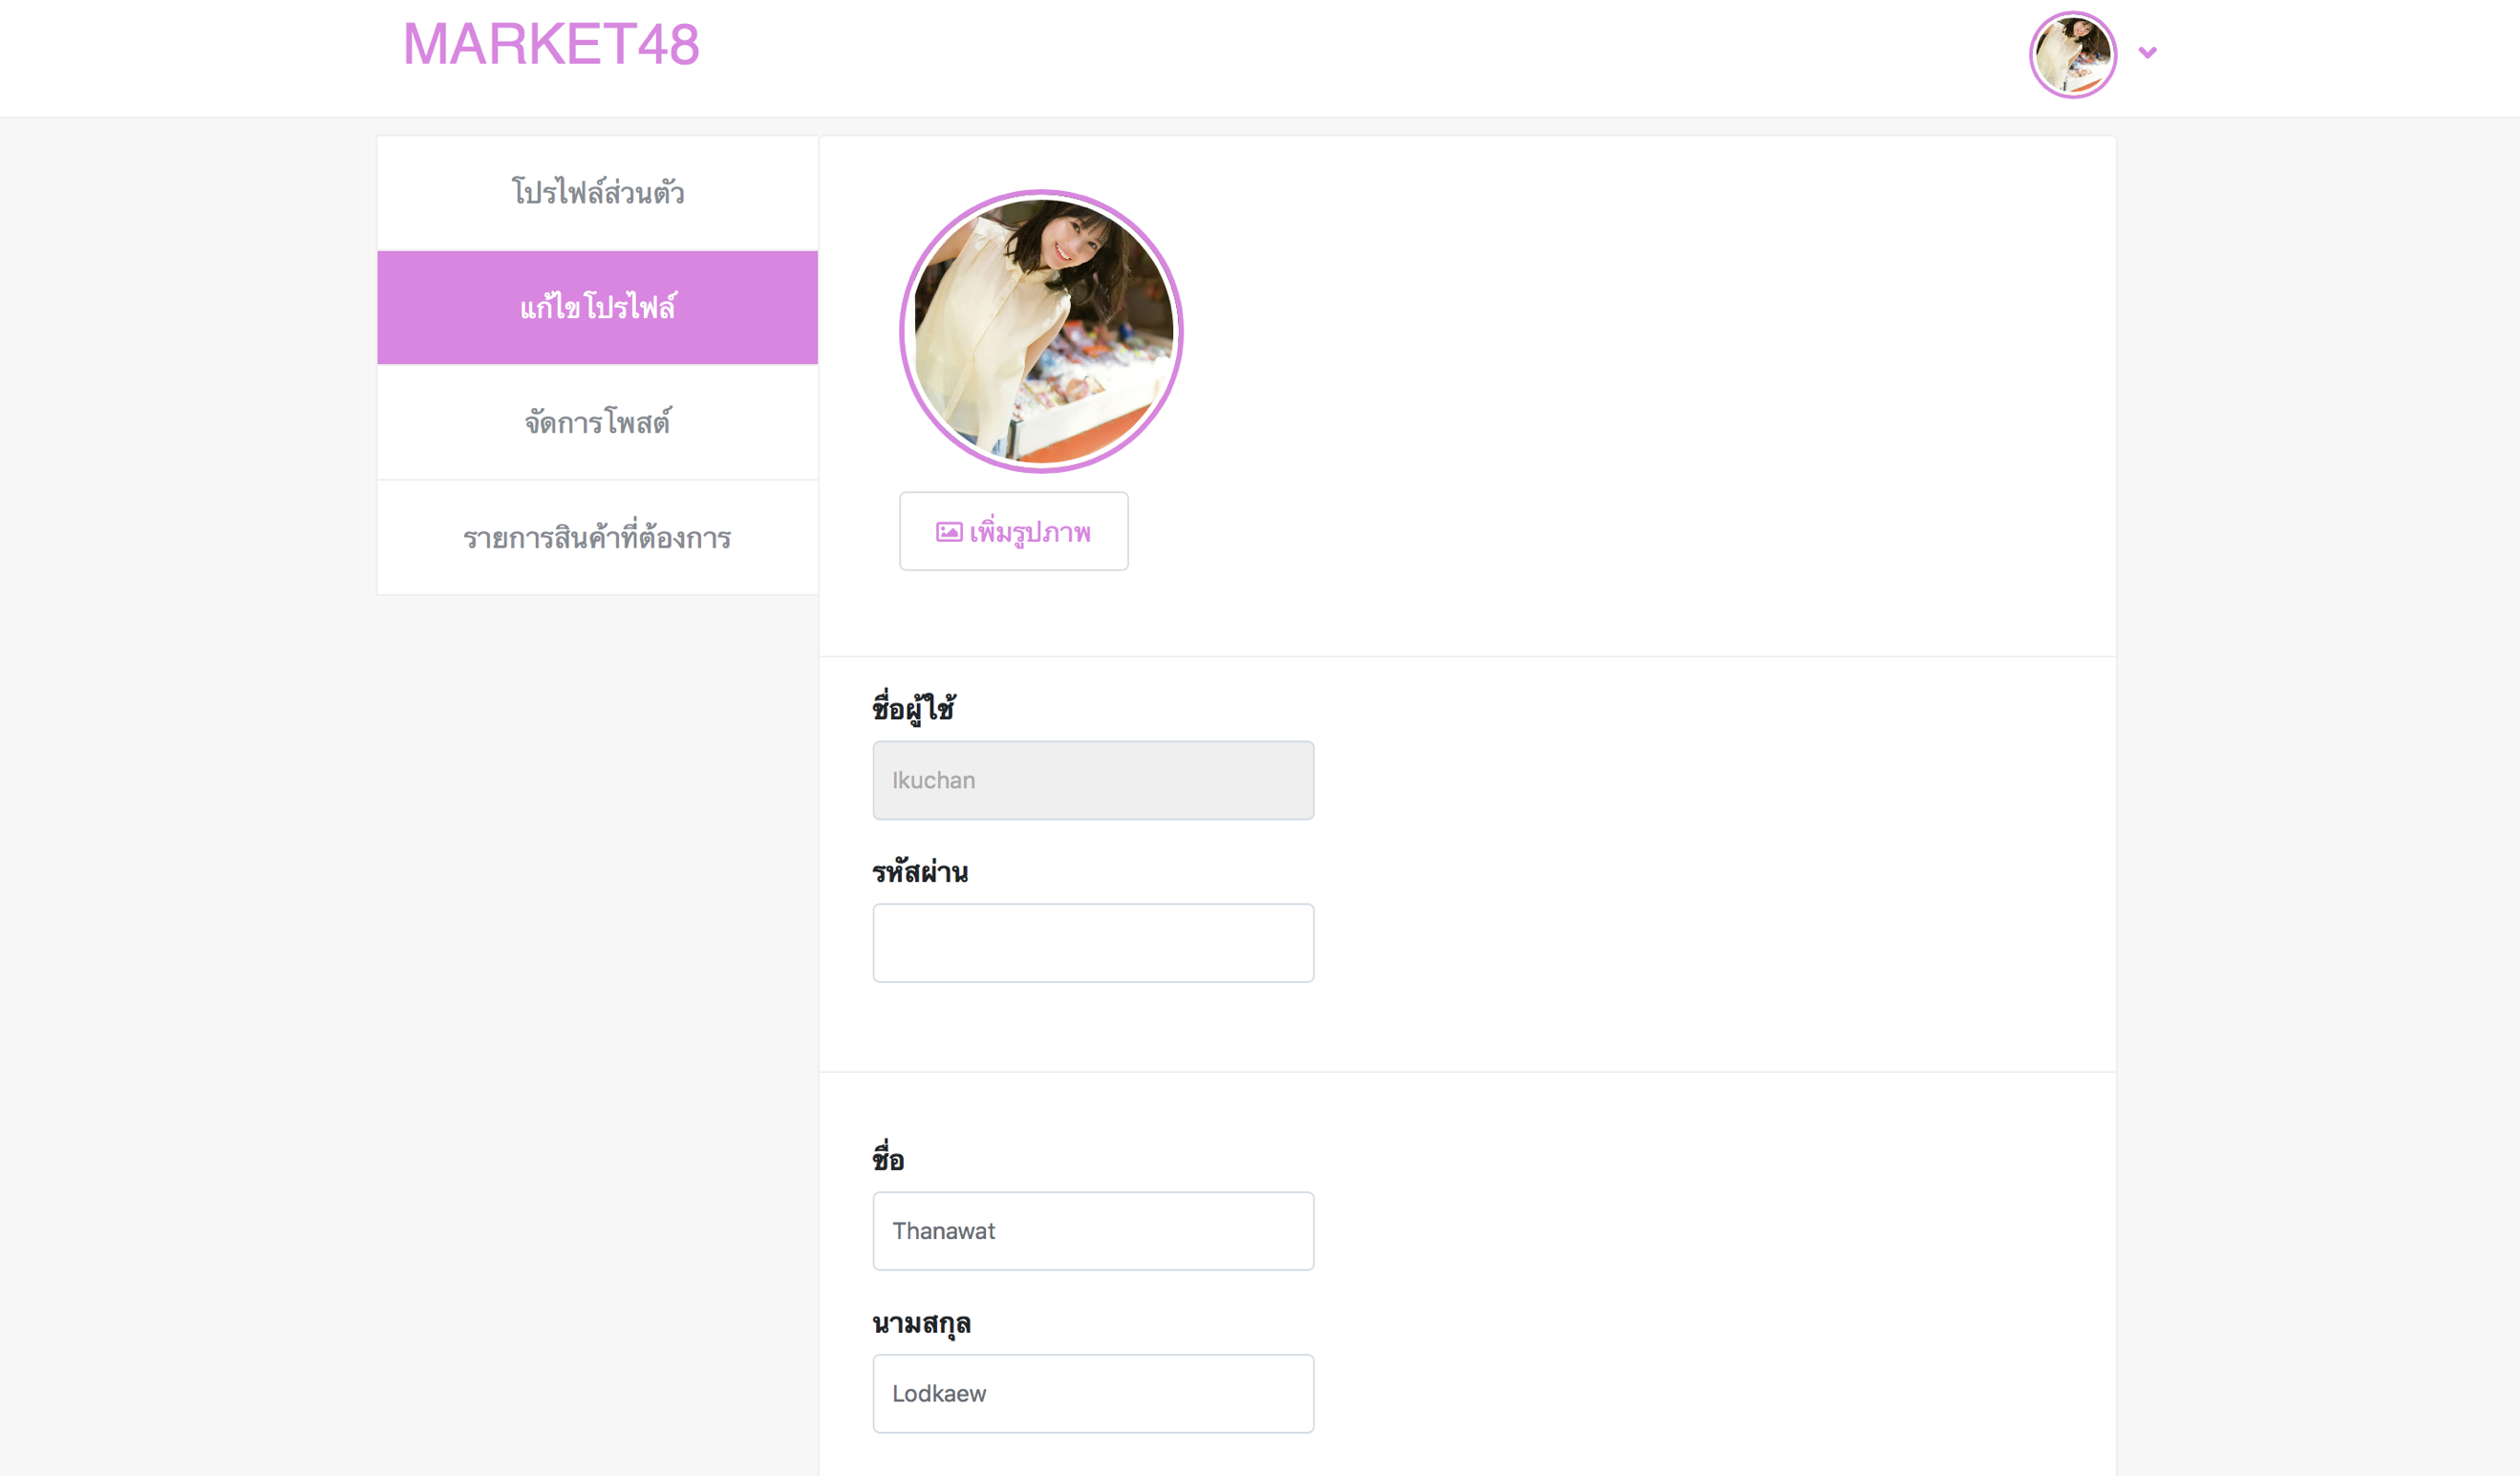 MARKET48
โปรไฟล์ส่วนตัว
แก้ไขโปรไฟล์
จัดการโพสต์
รายการสินค้าที่ต้องการ
เพิ่มรูปภาพ
ชื่อผู้ใช้
Ikuchan
รหัสผ่าน
ชื่อ
Thanawat
นามสกุล
Lodkaew